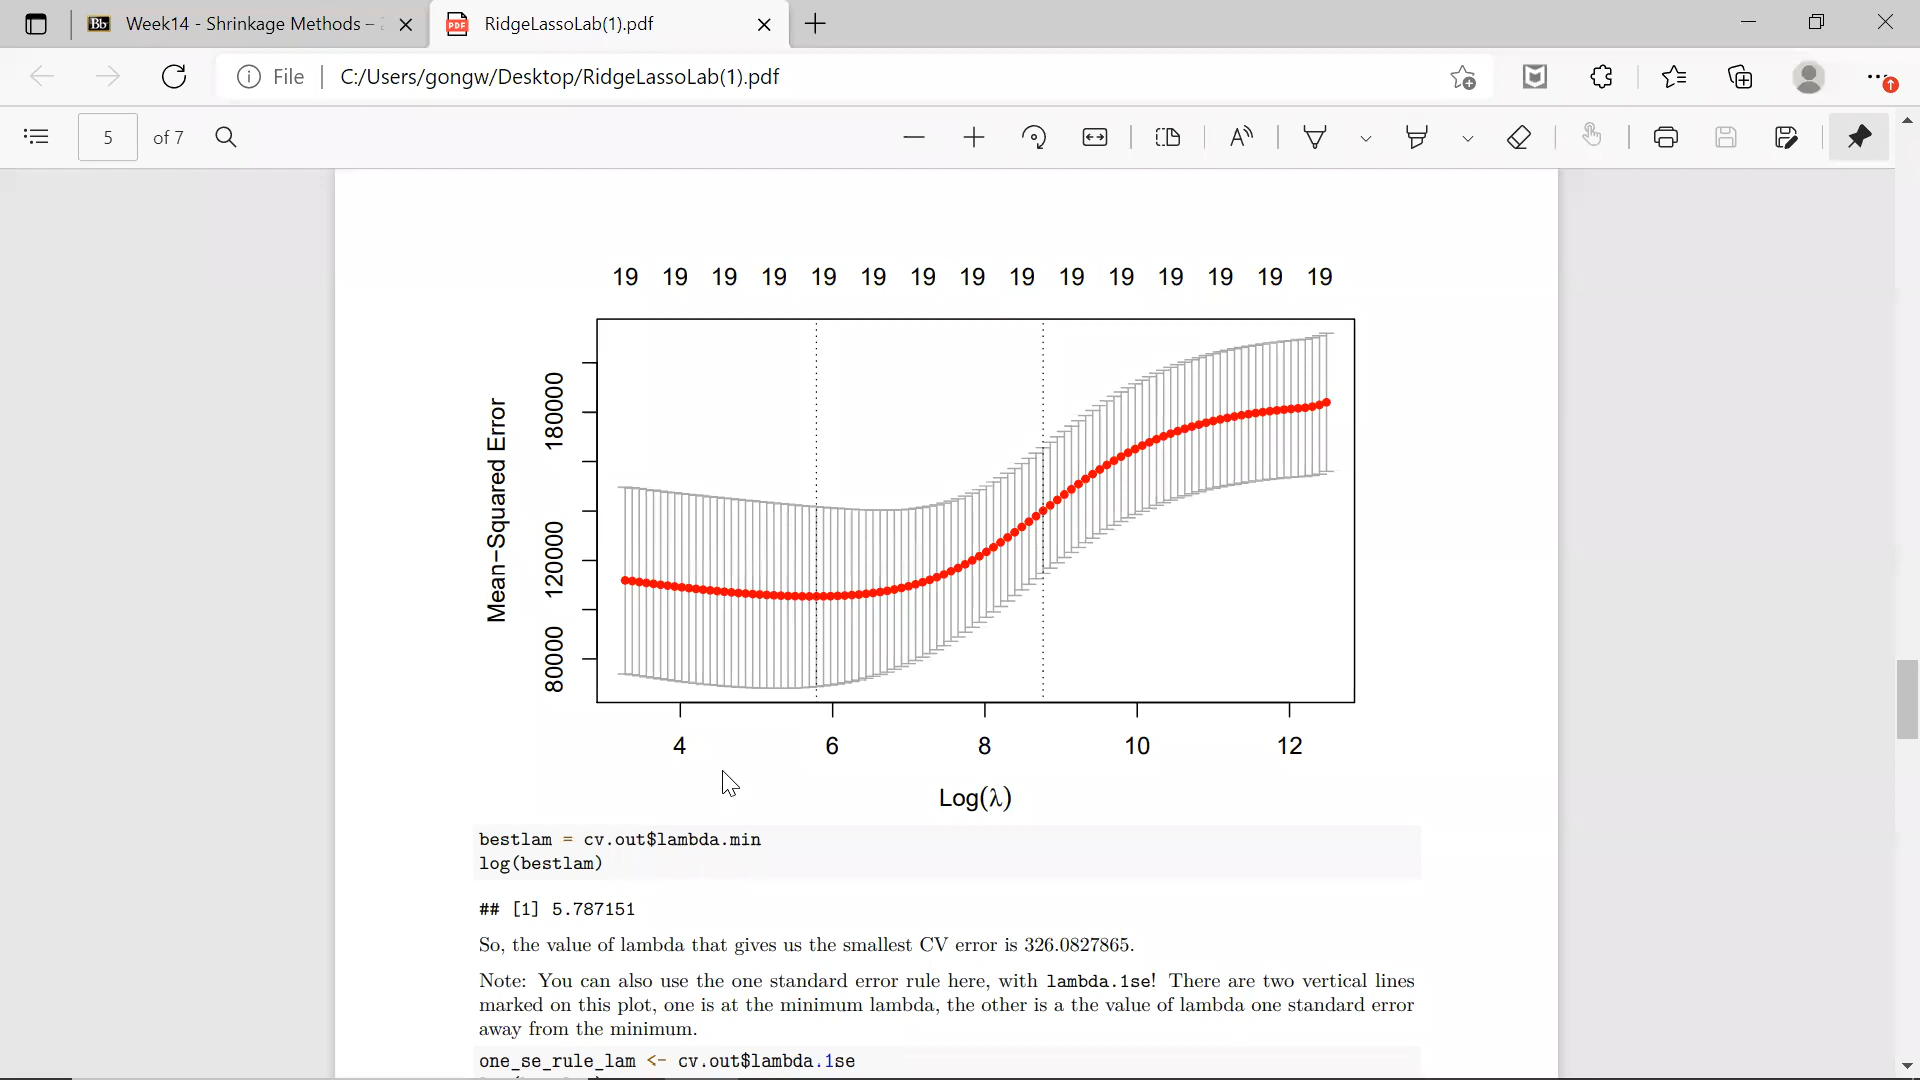 Week14 - Shrinkage Methods –
RidgeLassoLab(1).pdf
File
C:/Users/gongw/Desktop/RidgeLassoLab(1).pdf
5 of 7
19 19 19 19 19 19 19 19 19 19 19 19 19 19 19
Mean−Squared Error
80000 120000 180000
4 6 8 10 12
Log(λ)
bestlam = cv.out$lambda.min
log(bestlam)
## [1] 5.787151
So, the value of lambda that gives us the smallest CV error is 326.0827865.
Note: You can also use the one standard error rule here, with lambda.1se! There are two vertical lines
marked on this plot, one is at the minimum lambda, the other is a the value of lambda one standard error
away from the minimum.
one_se_rule_lam <- cv.out$lambda.1se